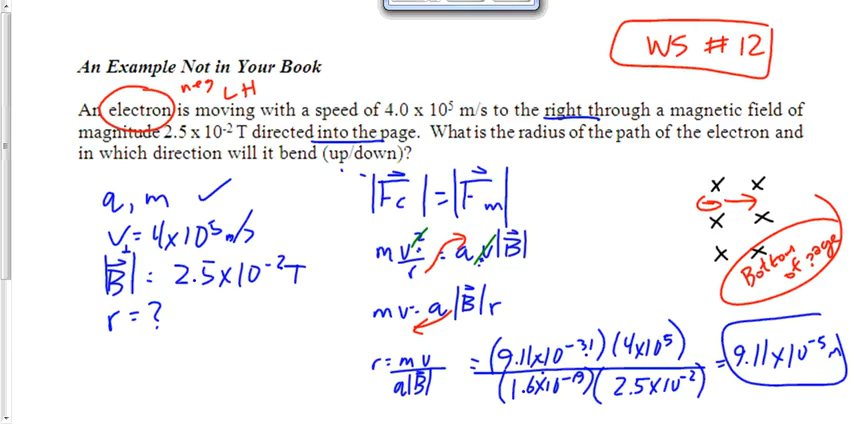 WS # 12
An Example Not in Your Book
neg LH
An electron is moving with a speed of 4.0 x 10⁵ m/s to the right through a magnetic field of
magnitude 2.5 x 10⁻² T directed into the page. What is the radius of the path of the electron and
in which direction will it bend (up/down)?
q, m ✓
v⊥ = 4x10⁵ m/s
|B⃗| = 2.5x10⁻² T
r = ?
|F⃗c| = |F⃗m|
mv²/r = qv|B⃗|
mv = q|B⃗|r
r = mv/q|B⃗| = (9.11x10⁻³¹)(4x10⁵)/(1.6x10⁻¹⁹)(2.5x10⁻²) = 9.11x10⁻⁵ m
x x
⊖→
x x
x x
Bottom
of page